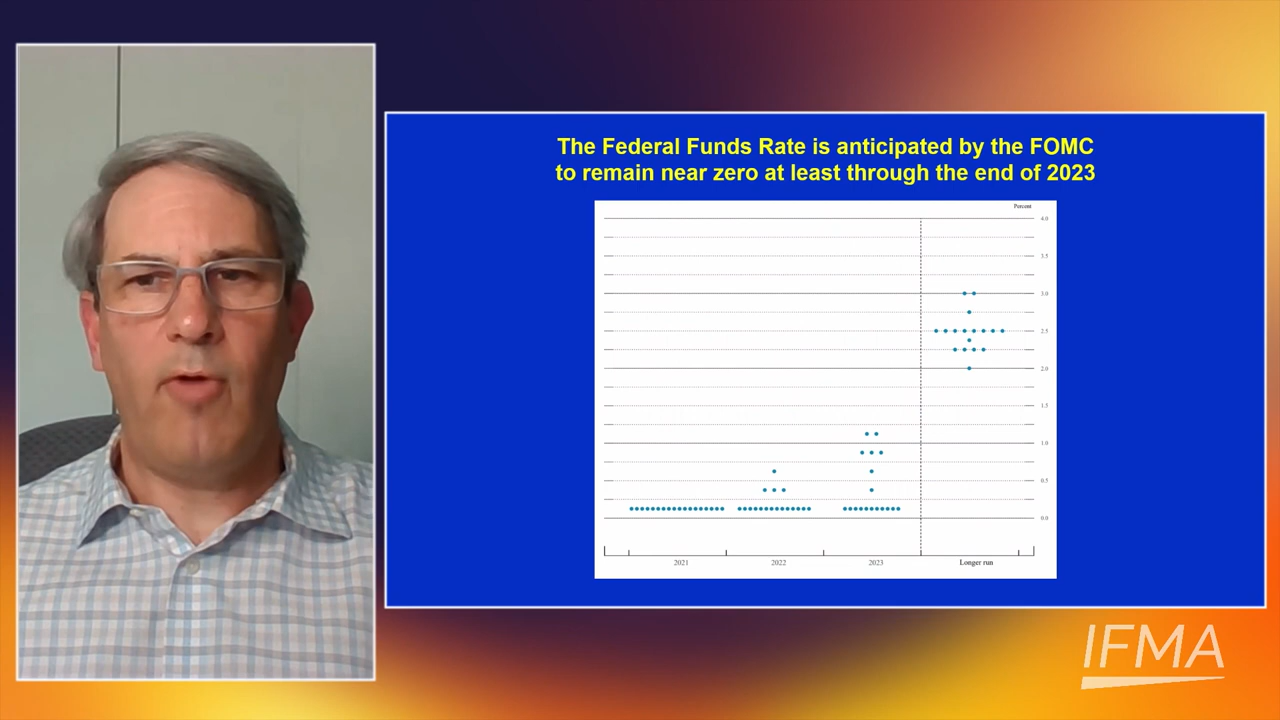 The Federal Funds Rate is anticipated by the FOMC
to remain near zero at least through the end of 2023
Percent
4.0
3.5
3.0
2.5
2.0
1.5
1.0
0.5
0.0
2021 2022 2023 Longer run
IFMA